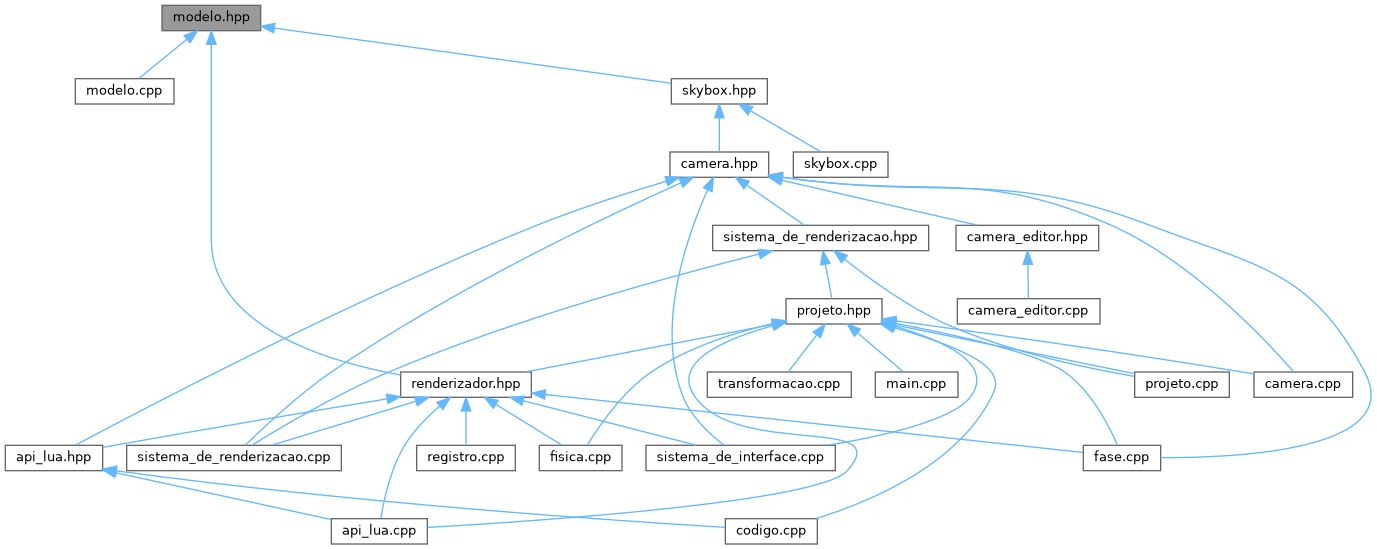 modelo.hpp
modelo.cpp
skybox.hpp
camera.hpp
skybox.cpp
sistema_de_renderizacao.hpp
camera_editor.hpp
projeto.hpp
camera_editor.cpp
renderizador.hpp
transformacao.cpp
main.cpp
projeto.cpp
camera.cpp
api_lua.hpp
sistema_de_renderizacao.cpp
registro.cpp
fisica.cpp
sistema_de_interface.cpp
fase.cpp
api_lua.cpp
codigo.cpp